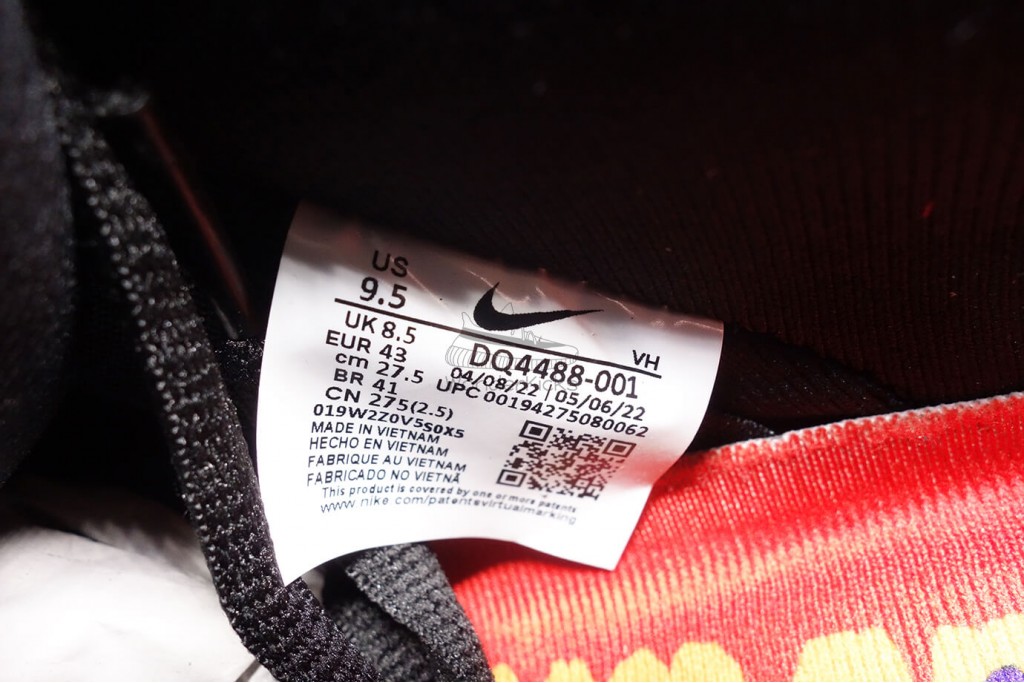 US
9.5
UK 8.5
EUR 43
cm 27.5
BR 41
CN 275(2.5)
019W2Z0V5S0X5
MADE IN VIETNAM
HECHO EN VIETNAM
FABRIQUE AU VIETNAM
FABRICADO NO VIETNÃ
This product is covered by one or more patents
www.nike.com/patentsvirtualmarking
VH
DQ4488-001
04/08/22 | 05/06/22
UPC 00194275080062